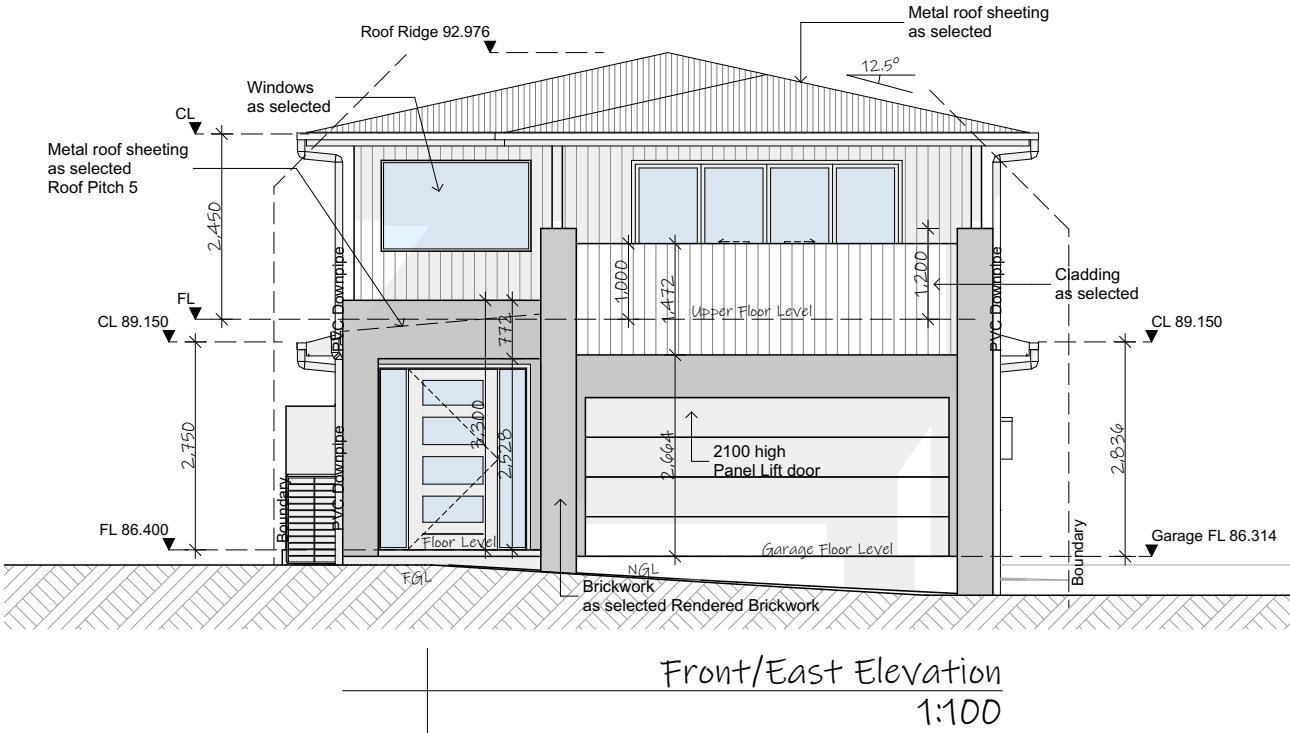 Metal roof sheeting
as selected
Roof Ridge 92.976
12.5°
Windows
as selected
CL
Metal roof sheeting
as selected
Roof Pitch 5
2,450
FL
CL 89.150
PVC Downpipe
1,000
1,472
1,200
Upper Floor Level
Cladding
as selected
PVC Downpipe
CL 89.150
772
2,750
3,300
2,528
2,664
2100 high
Panel Lift door
2,836
PVC Downpipe
Boundary
FL 86.400
Floor Level
Garage Floor Level
Garage FL 86.314
Boundary
FGL
NGL
Brickwork
as selected Rendered Brickwork
Front/East Elevation
1:100